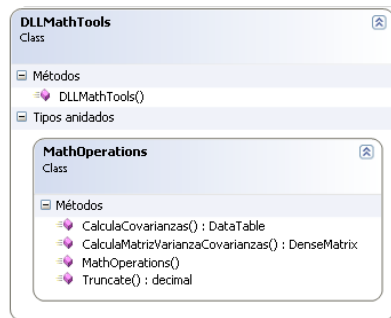 DLLMathTools
Class
Métodos
DLLMathTools()
Tipos anidados
MathOperations
Class
Métodos
CalculaCovarianzas() : DataTable
CalculaMatrizVarianzaCovarianzas() : DenseMatrix
MathOperations()
Truncate() : decimal